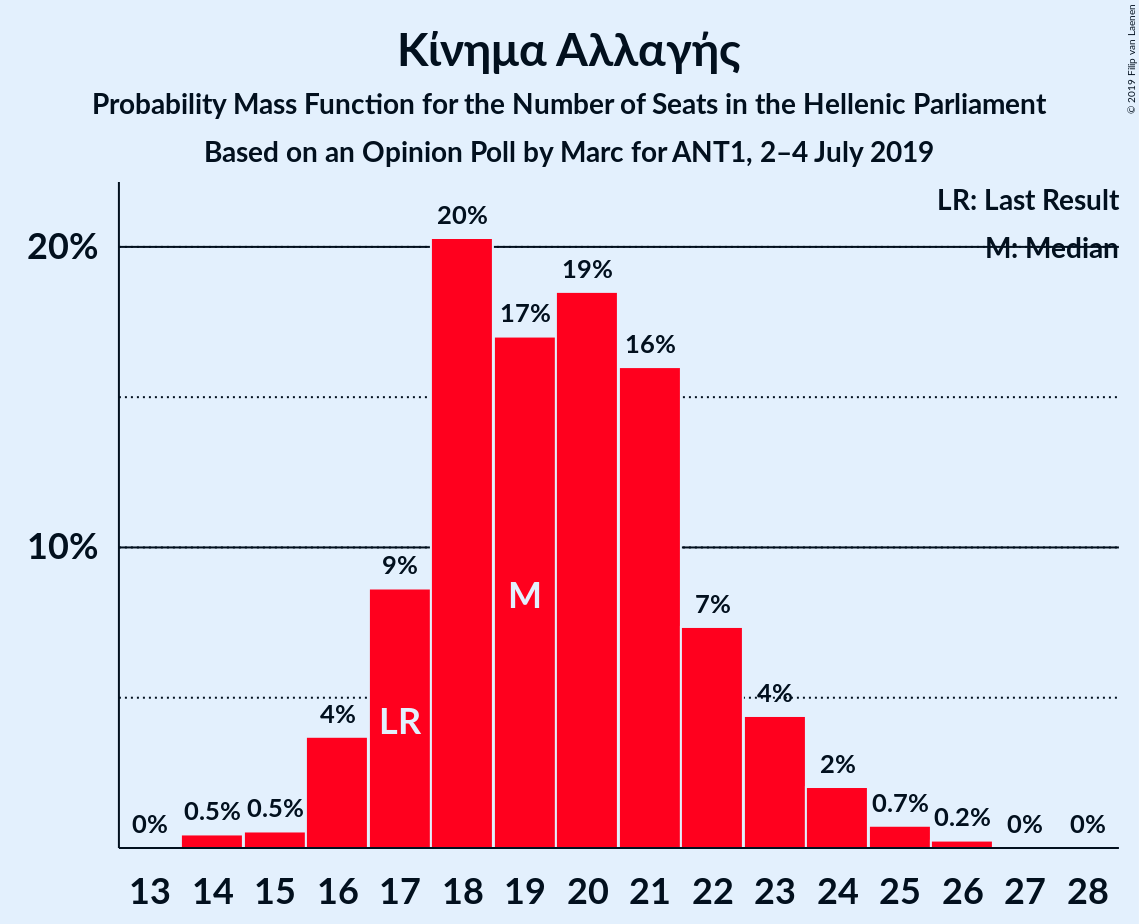 Κίνημα Αλλαγής
Probability Mass Function for the Number of Seats in the Hellenic Parliament
Based on an Opinion Poll by Marc for ANT1, 2–4 July 2019
© 2019 Filip van Laenen
LR: Last Result
M: Median
20%
10%
0%
0.5%
0.5%
4%
9%
20%
17%
19%
16%
7%
4%
2%
0.7%
0.2%
0%
0%
LR
M
13 14 15 16 17 18 19 20 21 22 23 24 25 26 27 28